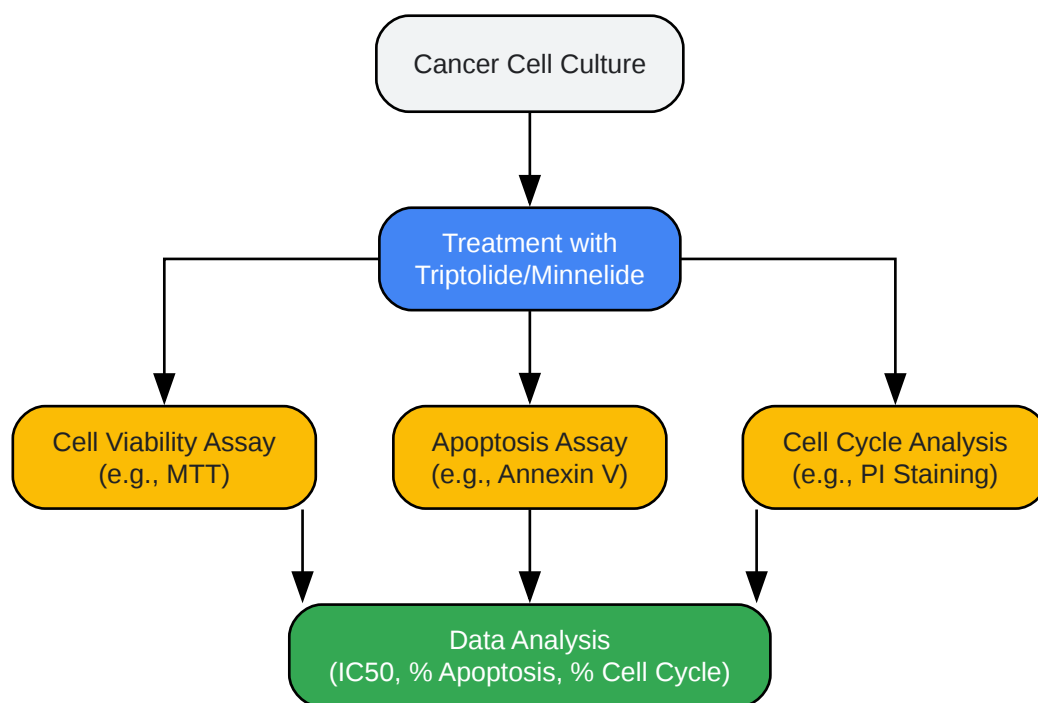 Cancer Cell Culture
Treatment with
Triptolide/Minnelide
Cell Viability Assay
(e.g., MTT)
Apoptosis Assay
(e.g., Annexin V)
Cell Cycle Analysis
(e.g., PI Staining)
Data Analysis
(IC50, % Apoptosis, % Cell Cycle)